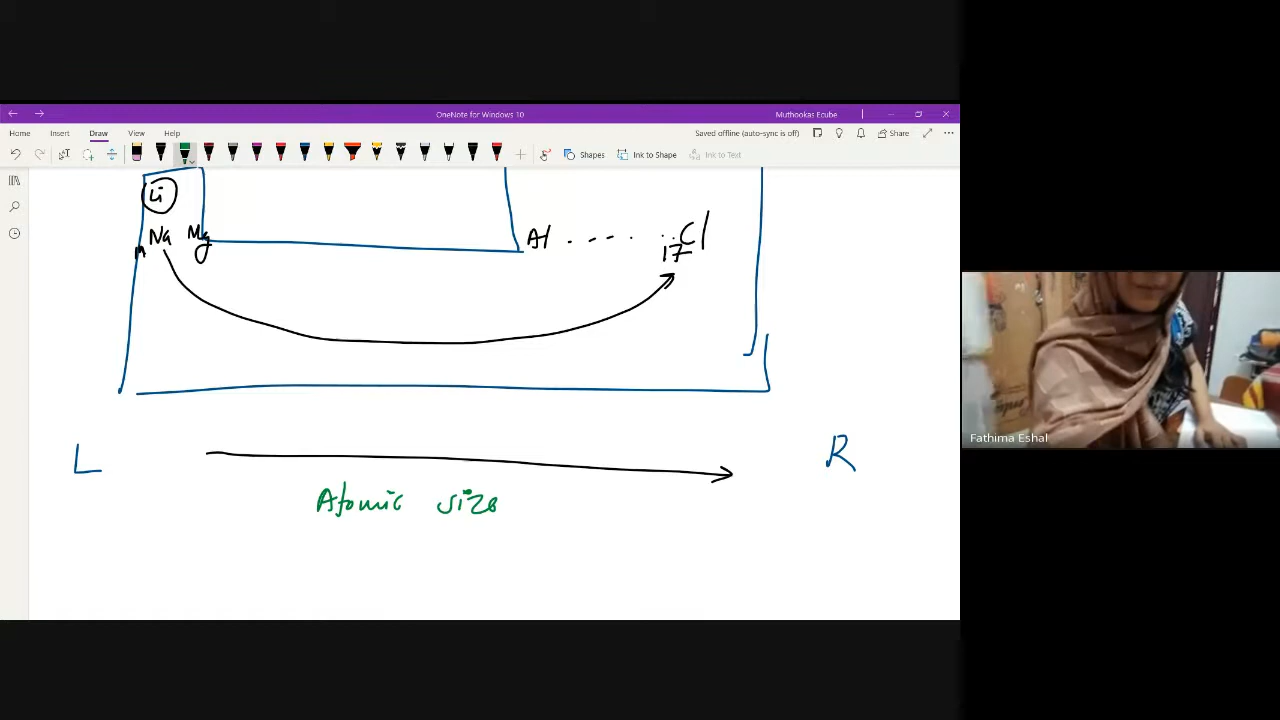 OneNote for Windows 10
Muthookas Ecube
Home Insert Draw View Help
Saved offline (auto-sync is off)
Share
Shapes
Ink to Shape
Ink to Text
Li
Na Mg Al Cl
17
L R
Atomic size
Fathima Eshal